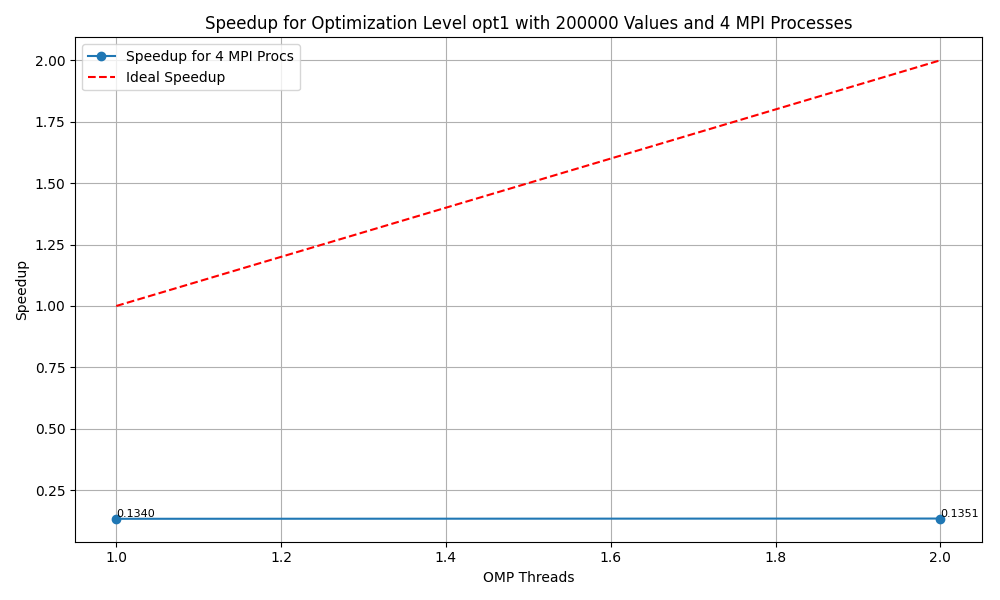 Speedup for Optimization Level opt1 with 200000 Values and 4 MPI Processes
Speedup for 4 MPI Procs
Ideal Speedup
2.00
1.75
1.50
1.25
1.00
0.75
0.50
0.25
Speedup
0.1340
0.1351
1.0 1.2 1.4 1.6 1.8 2.0
OMP Threads